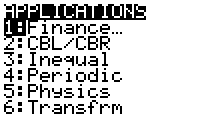 APPLICATIONS
1:Finance…
2:CBL/CBR
3:Inequal
4:Periodic
5:Physics
6:Transfrm